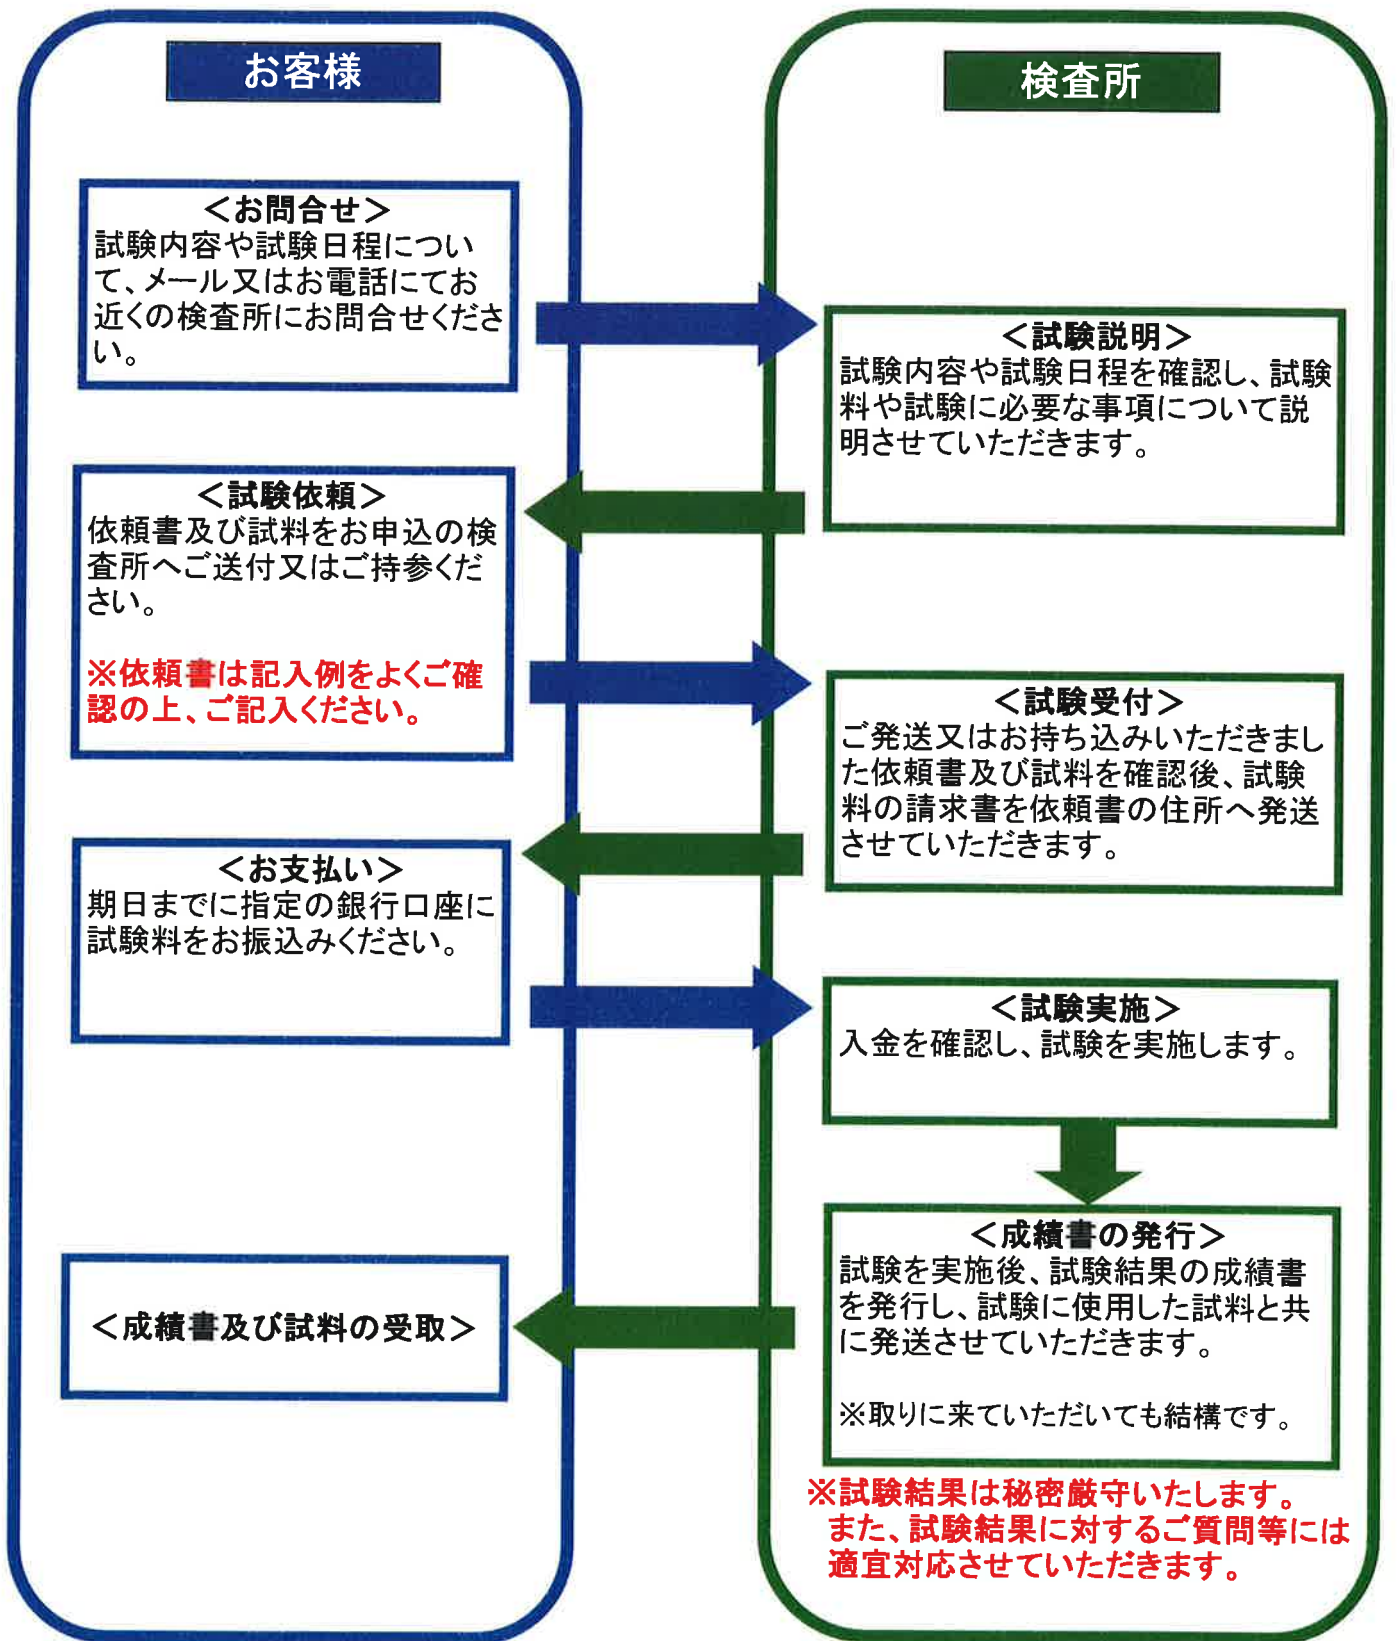 お客様
<お問合せ>
試験内容や試験日程につい
て、メール又はお電話にてお
近くの検査所にお問合せくださ
い。
<試験依頼>
依頼書及び試料をお申込の検
査所へご送付又はご持参くだ
さい。
※依頼書は記入例をよくご確
認の上、ご記入ください。
<お支払い>
期日までに指定の銀行口座に
試験料をお振込みください。
<成績書及び試料の受取>
検査所
<試験説明>
試験内容や試験日程を確認し、試験
料や試験に必要な事項について説
明させていただきます。
<試験受付>
ご発送又はお持ち込みいただきまし
た依頼書及び試料を確認後、試験
料の請求書を依頼書の住所へ発送
させていただきます。
<試験実施>
入金を確認し、試験を実施します。
<成績書の発行>
試験を実施後、試験結果の成績書
を発行し、試験に使用した試料と共
に発送させていただきます。
※取りに来ていただいても結構です。
※試験結果は秘密厳守いたします。
また、試験結果に対するご質問等には
適宜対応させていただきます。